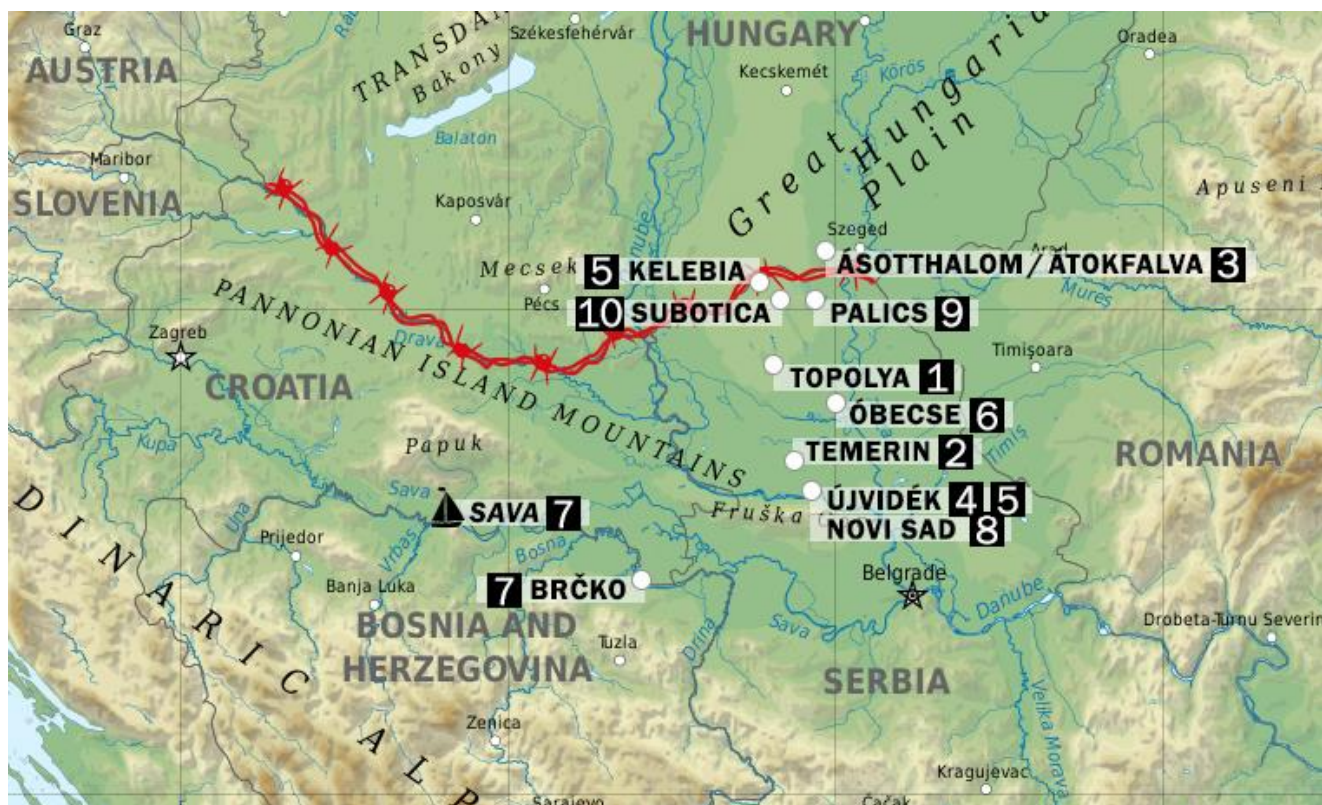 Graz
AUSTRIA
TRANSDAN
Bakony
Székesfehérvár
HUNGARY
Kecskemét
Körös
Oradea
Great Hungarian
Plain
Balaton
Maribor
SLOVENIA
Kaposvár
Apuseni
Szeged
Mecsek
5 KELEBIA
ÁSOTTHALOM / ÁTOKFALVA 3
Arad
Mureș
Pécs
10 SUBOTICA
PALICS 9
PANNONIAN ISLAND MOUNTAINS
Zagreb
Drava
Timișoara
CROATIA
TOPOLYA 1
ÓBECSE 6
Kupa
Papuk
TEMERIN 2
Timiș
ROMANIA
Sava
SAVA 7
ÚJVIDÉK 4 5
Fruška
NOVI SAD 8
Una
Vrbas
Bosna
Prijedor
Banja Luka
7 BRČKO
Belgrade
Danube
BOSNIA AND
HERZEGOVINA
Tuzla
Drina
Sava
Drobeta-Turnu Severin
SERBIA
Velika Morava
DINARIC ALP
Zenica
Kragujevac
Sarajevo
Čačak